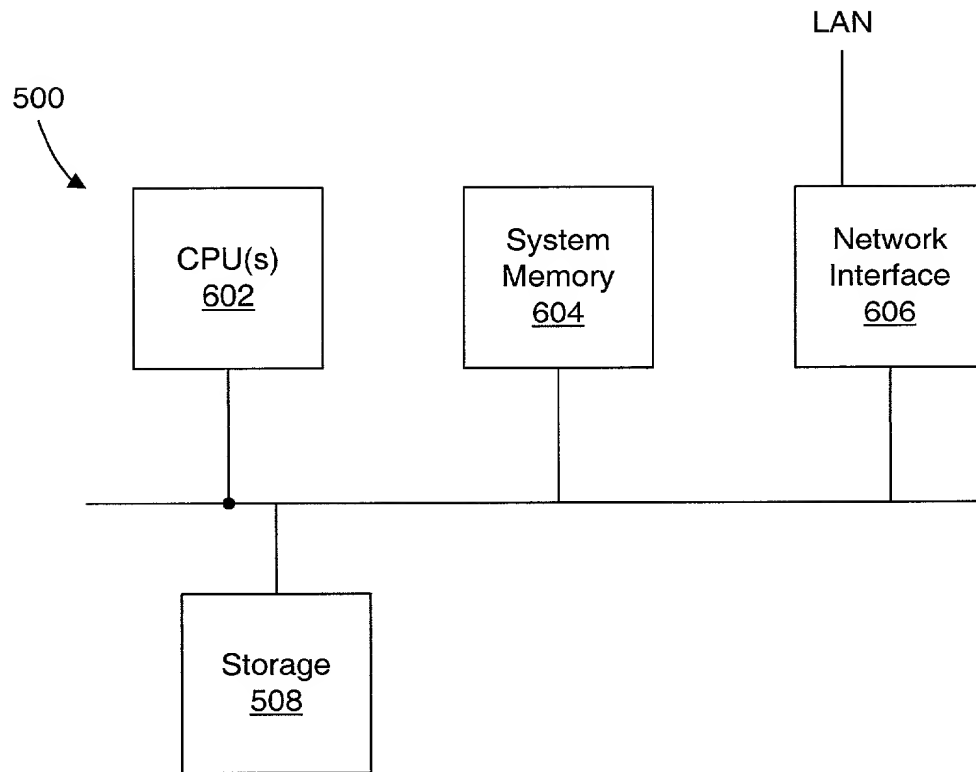 LAN
500
CPU(s)
602
System
Memory
604
Network
Interface
606
Storage
508